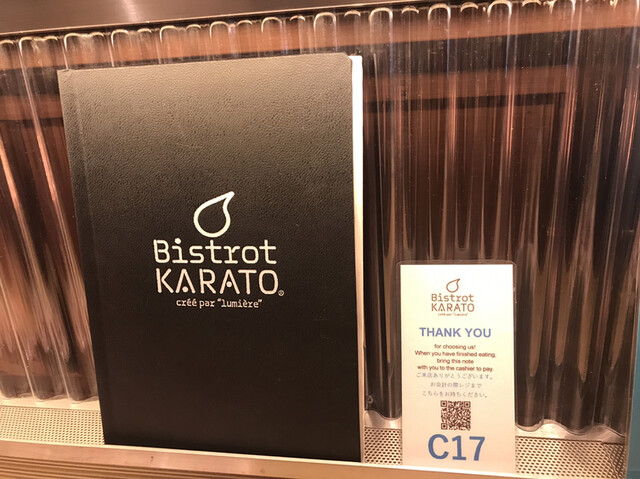 Bistrot
KARATO®
créé par "lumière"
Bistrot
KARATO
créé par "lumière"
THANK YOU
for choosing us!
When you have finished eating,
bring this note
with you to the cashier to pay
ご来店ありがとうございます。
お会計の際レジまで
こちらをお持ちください。
C17